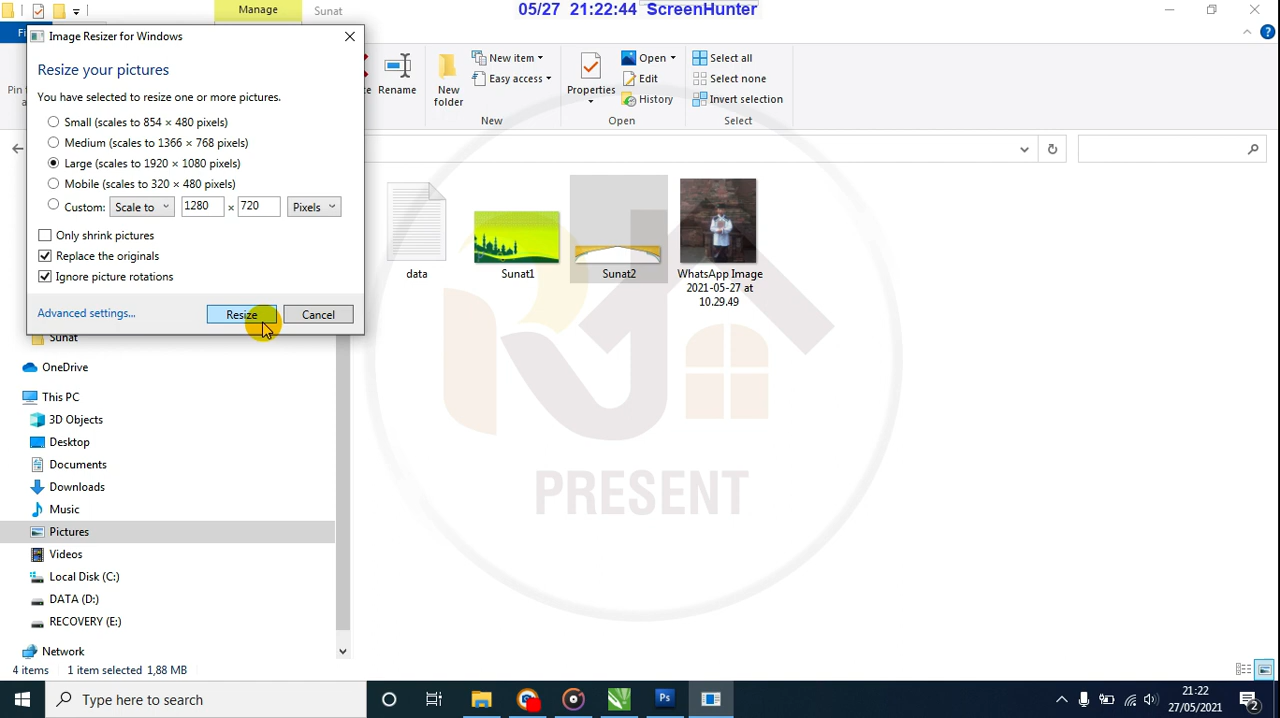 Manage
Sunat
05/27 21:22:44 ScreenHunter
Image Resizer for Windows
Resize your pictures
You have selected to resize one or more pictures.
Small (scales to 854 × 480 pixels)
Medium (scales to 1366 × 768 pixels)
Large (scales to 1920 × 1080 pixels)
Mobile (scales to 320 × 480 pixels)
Custom: Scale to 1280 × 720 Pixels
Only shrink pictures
Replace the originals
Ignore picture rotations
Advanced settings...
Resize
Cancel
Rename
New
folder
New item
Easy access
New
Properties
Open
Edit
History
Open
Select all
Select none
Invert selection
Select
data
Sunat1
Sunat2
WhatsApp Image
2021-05-27 at
10.29.49
Sunat
OneDrive
This PC
3D Objects
Desktop
Documents
Downloads
Music
Pictures
Videos
Local Disk (C:)
DATA (D:)
RECOVERY (E:)
Network
PRESENT
4 items 1 item selected 1,88 MB
Type here to search
Ps
21:22
27/05/2021
2